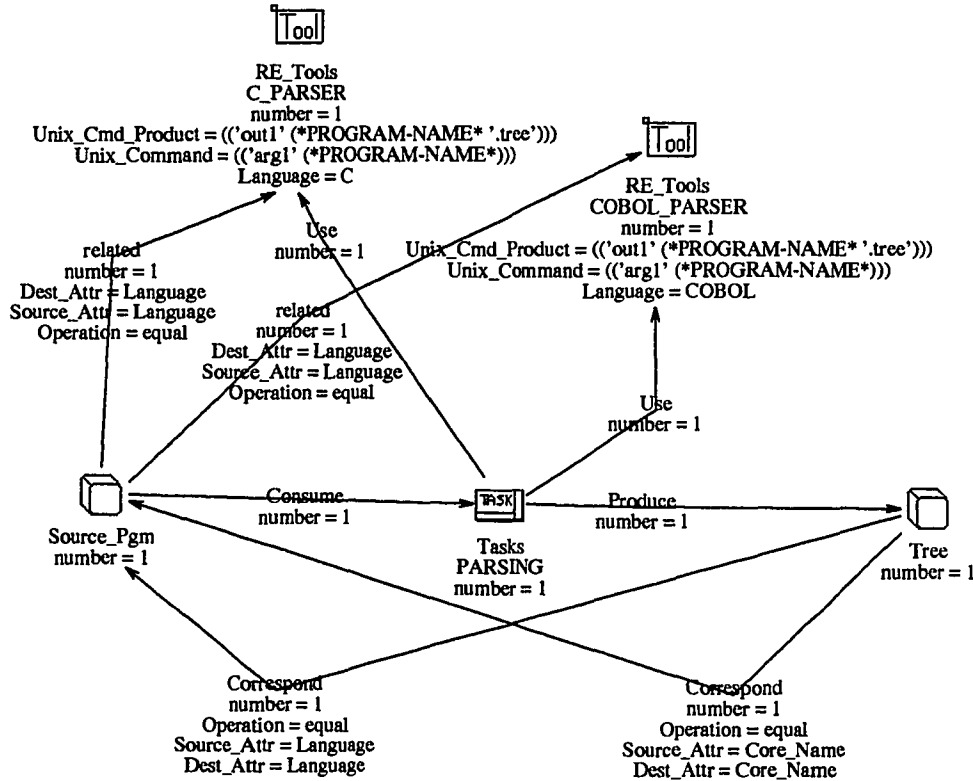 Tool
RE_Tools
C_PARSER
number = 1
Unix_Cmd_Product = (('out1' (*PROGRAM-NAME* '.tree')))
Unix_Command = (('arg1' (*PROGRAM-NAME*)))
Language = C
Tool
RE_Tools
COBOL_PARSER
number = 1
Unix_Cmd_Product = (('out1' (*PROGRAM-NAME* '.tree')))
Unix_Command = (('arg1' (*PROGRAM-NAME*)))
Language = COBOL
related
number = 1
Dest_Attr = Language
Source_Attr = Language
Operation = equal
Use
number = 1
related
number = 1
Dest_Attr = Language
Source_Attr = Language
Operation = equal
Use
number = 1
Source_Pgm
number = 1
Consume
number = 1
TASK
Tasks
PARSING
number = 1
Produce
number = 1
Tree
number = 1
Correspond
number = 1
Operation = equal
Source_Attr = Language
Dest_Attr = Language
Correspond
number = 1
Operation = equal
Source_Attr = Core_Name
Dest_Attr = Core_Name